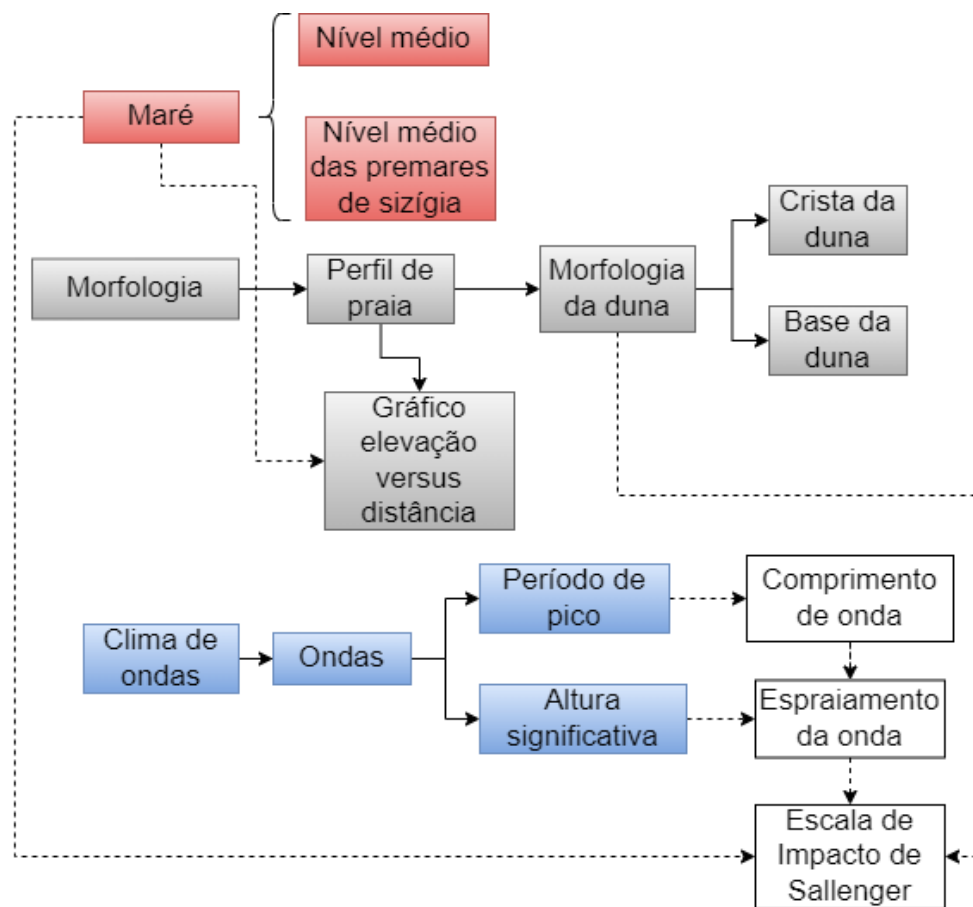 Nível médio
Maré
Nível médio
das premares
de sizígia
Morfologia
Perfil de
praia
Morfologia
da duna
Crista da
duna
Base da
duna
Gráfico
elevação
versus
distância
Clima de
ondas
Ondas
Período de
pico
Altura
significativa
Comprimento
de onda
Espraiamento
da onda
Escala de
Impacto de
Sallenger